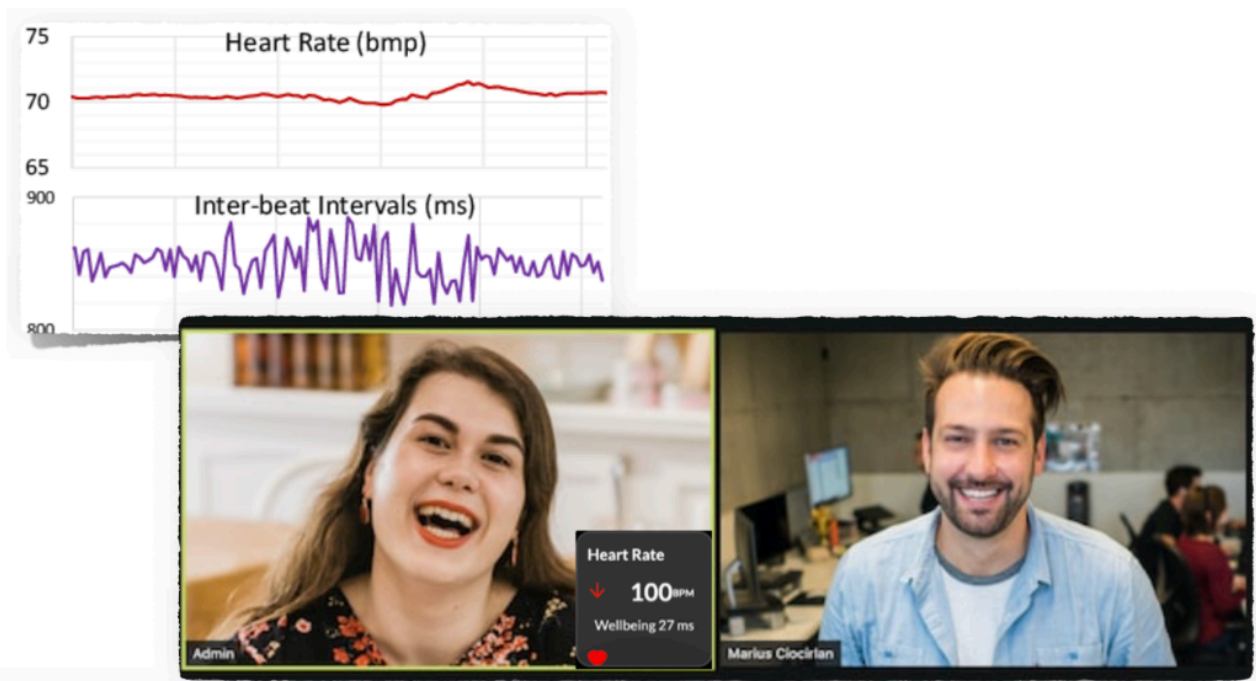 75
Heart Rate (bmp)
70
65
900
Inter-beat Intervals (ms)
800
Heart Rate
100BPM
Wellbeing 27 ms
Admin
Marius Ciocirlan